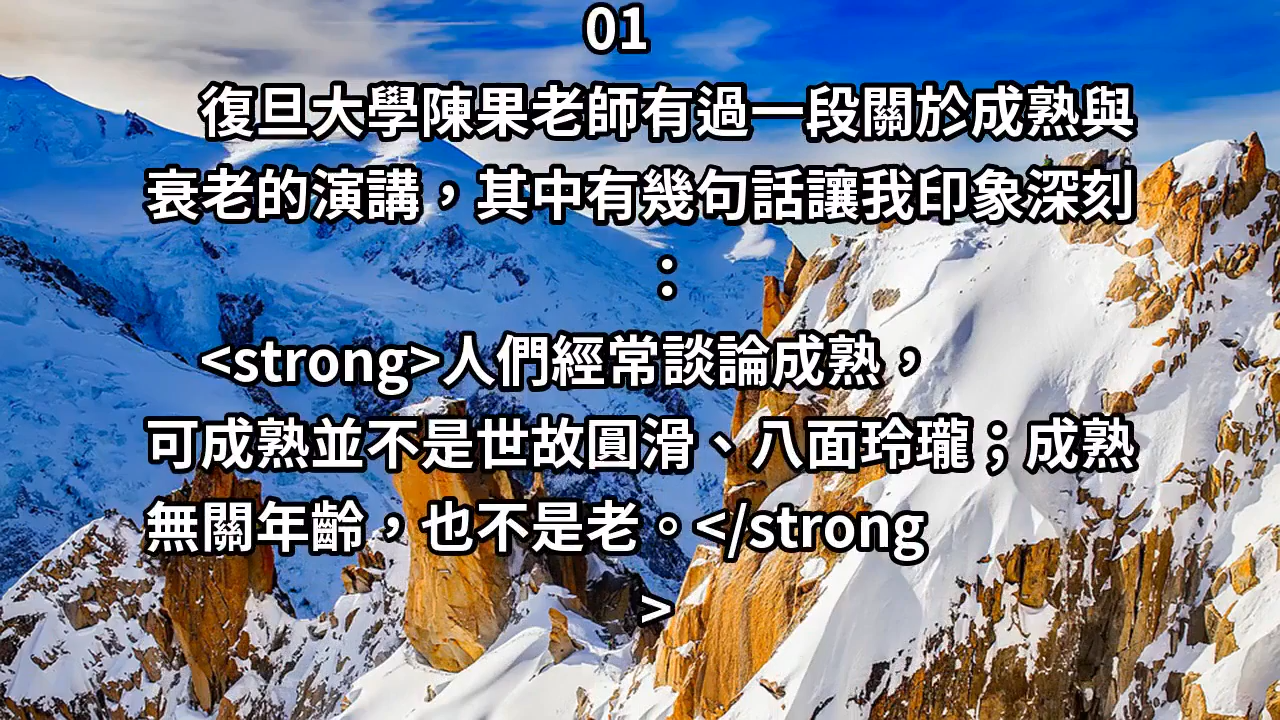 01
復旦大學陳果老師有過一段關於成熟與
衰老的演講，其中有幾句話讓我印象深刻
：
<strong>人們經常談論成熟，
可成熟並不是世故圓滑、八面玲瓏；成熟
無關年齡，也不是老。</strong
>